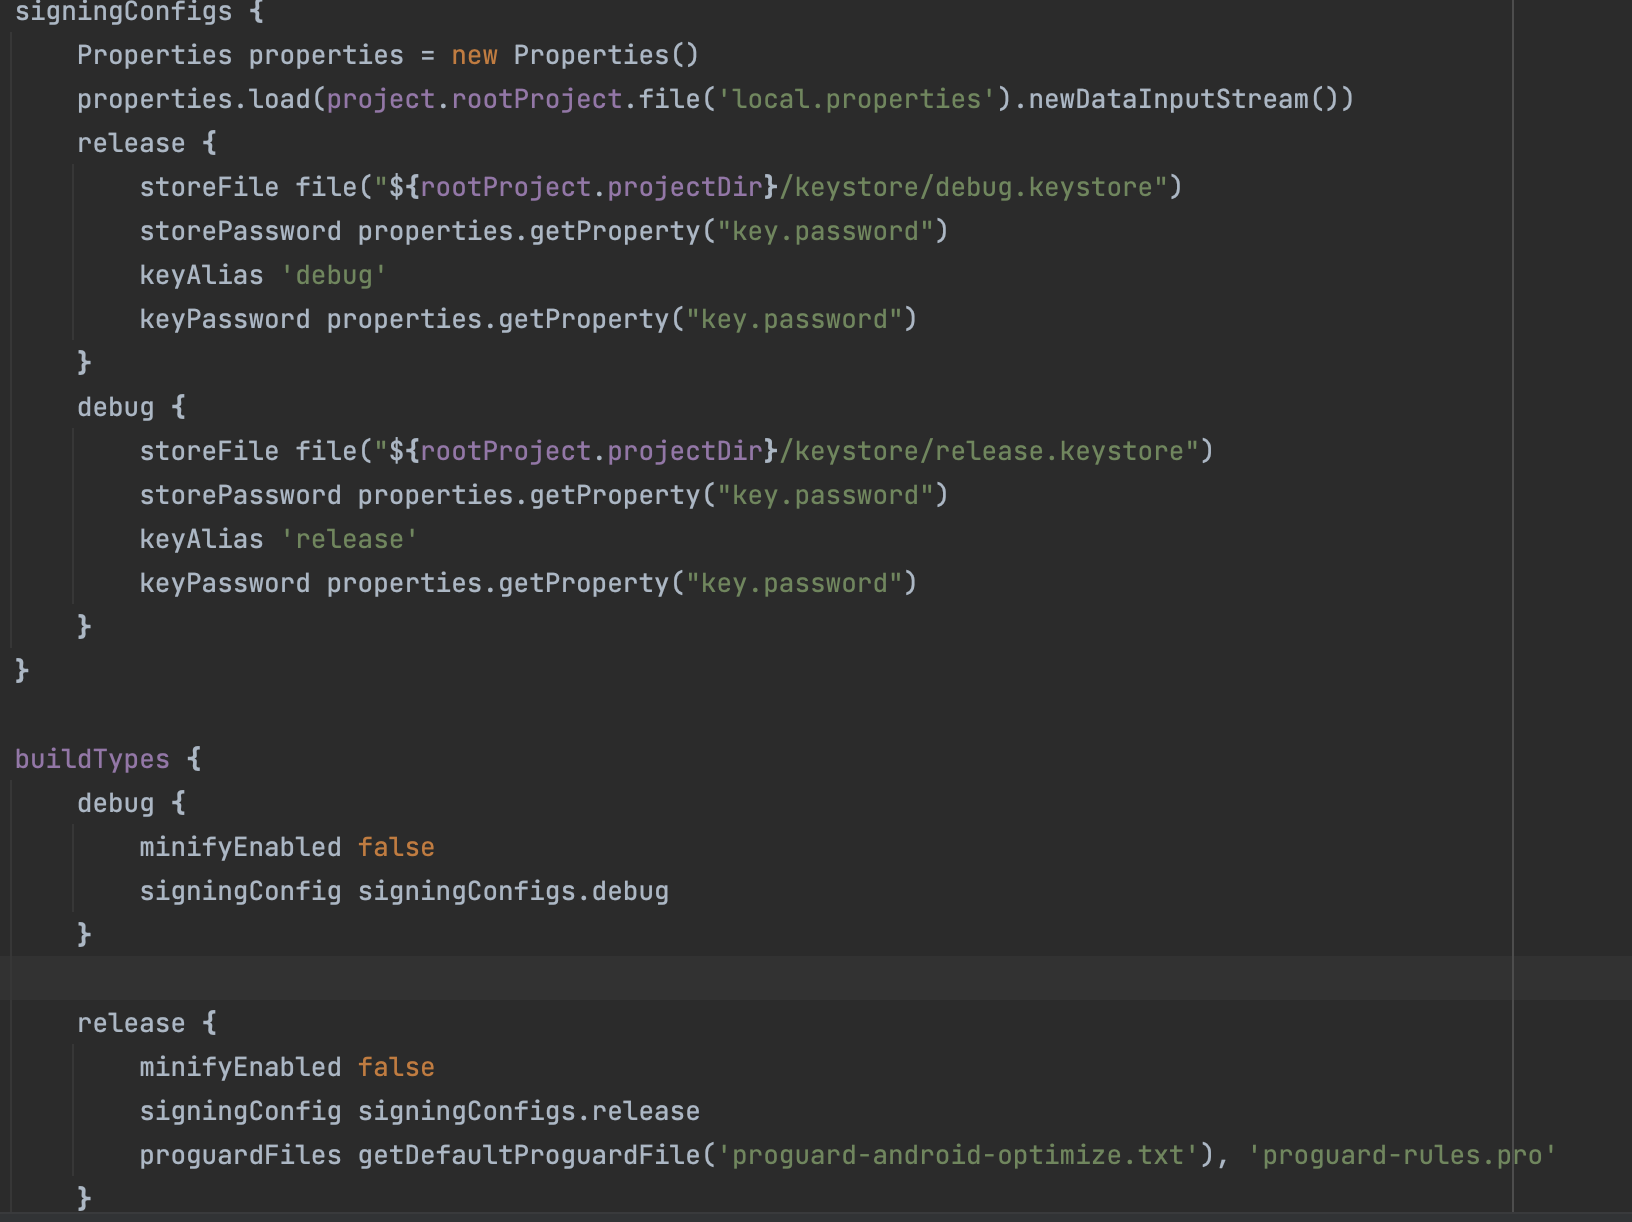 signingConfigs {
    Properties properties = new Properties()
    properties.load(project.rootProject.file('local.properties').newDataInputStream())
    release {
        storeFile file("${rootProject.projectDir}/keystore/debug.keystore")
        storePassword properties.getProperty("key.password")
        keyAlias 'debug'
        keyPassword properties.getProperty("key.password")
    }
    debug {
        storeFile file("${rootProject.projectDir}/keystore/release.keystore")
        storePassword properties.getProperty("key.password")
        keyAlias 'release'
        keyPassword properties.getProperty("key.password")
    }
}

buildTypes {
    debug {
        minifyEnabled false
        signingConfig signingConfigs.debug
    }

    release {
        minifyEnabled false
        signingConfig signingConfigs.release
        proguardFiles getDefaultProguardFile('proguard-android-optimize.txt'), 'proguard-rules.pro'
    }